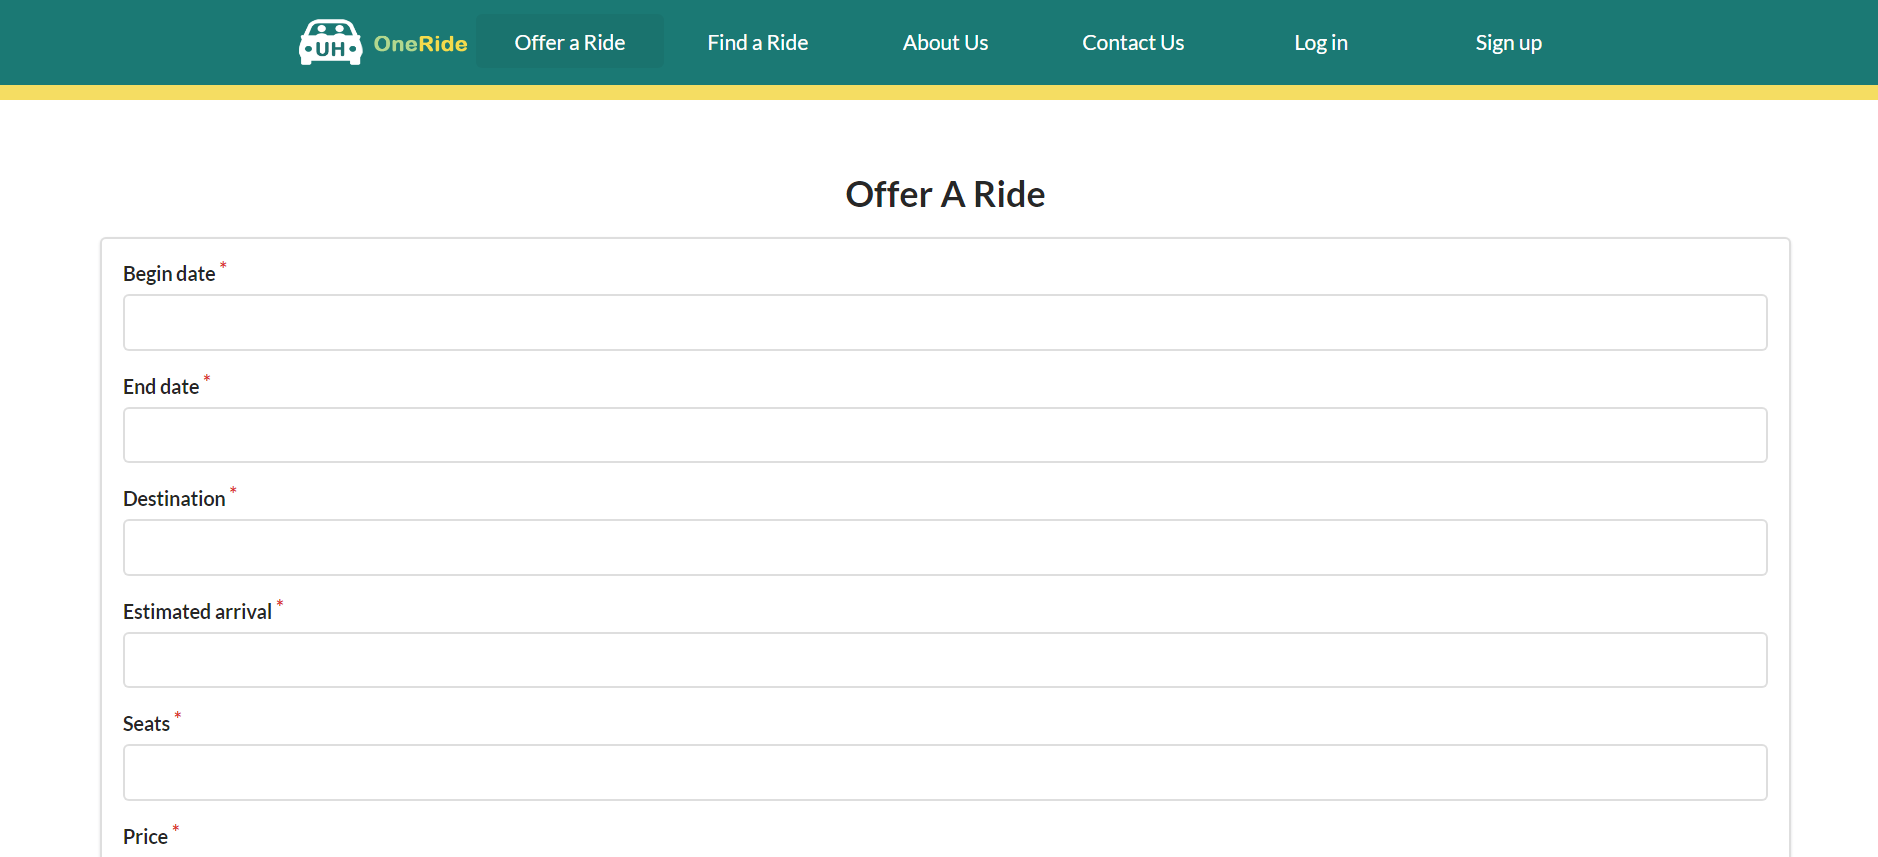 UH OneRide Offer a Ride Find a Ride About Us Contact Us Log in Sign up
Offer A Ride
Begin date *
End date *
Destination *
Estimated arrival *
Seats *
Price *